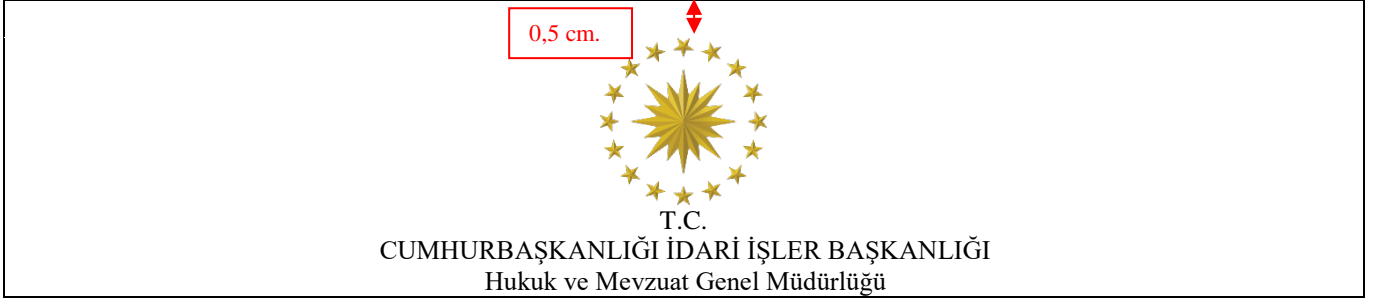 0,5 cm.
T.C.
CUMHURBAŞKANLIĞI İDARİ İŞLER BAŞKANLIĞI
Hukuk ve Mevzuat Genel Müdürlüğü